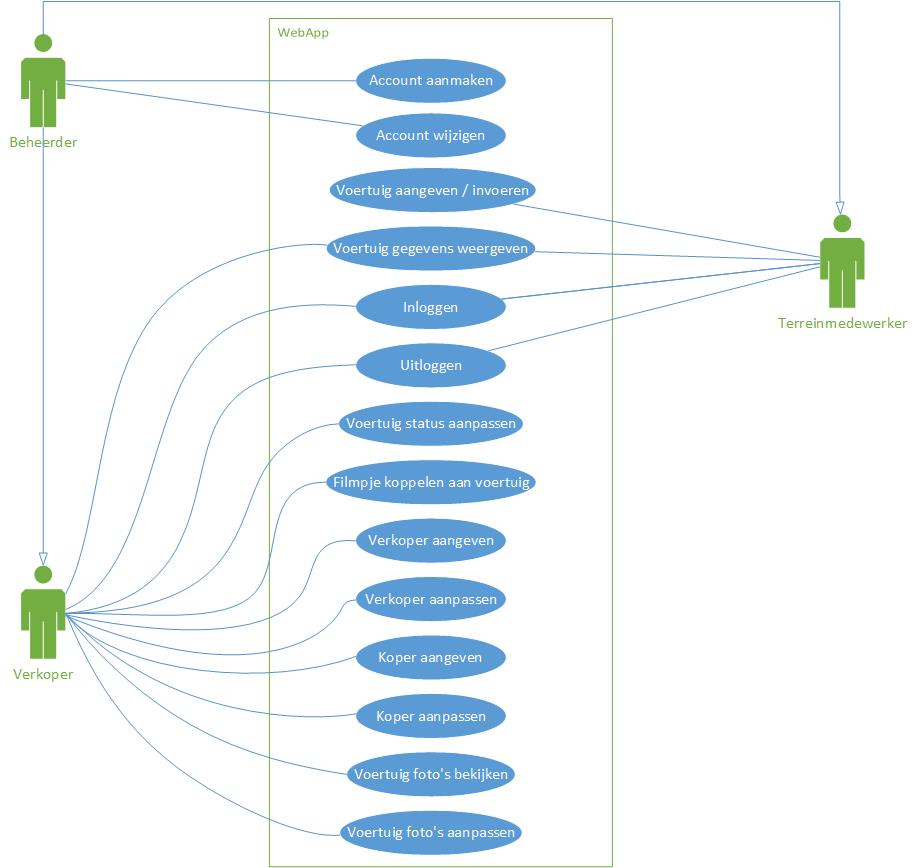 WebApp
Account aanmaken
Account wijzigen
Beheerder
Voertuig aangeven / invoeren
Voertuig gegevens weergeven
Inloggen
Terreinmedewerker
Uitloggen
Voertuig status aanpassen
Filmpje koppelen aan voertuig
Verkoper aangeven
Verkoper aanpassen
Koper aangeven
Verkoper
Koper aanpassen
Voertuig foto's bekijken
Voertuig foto's aanpassen